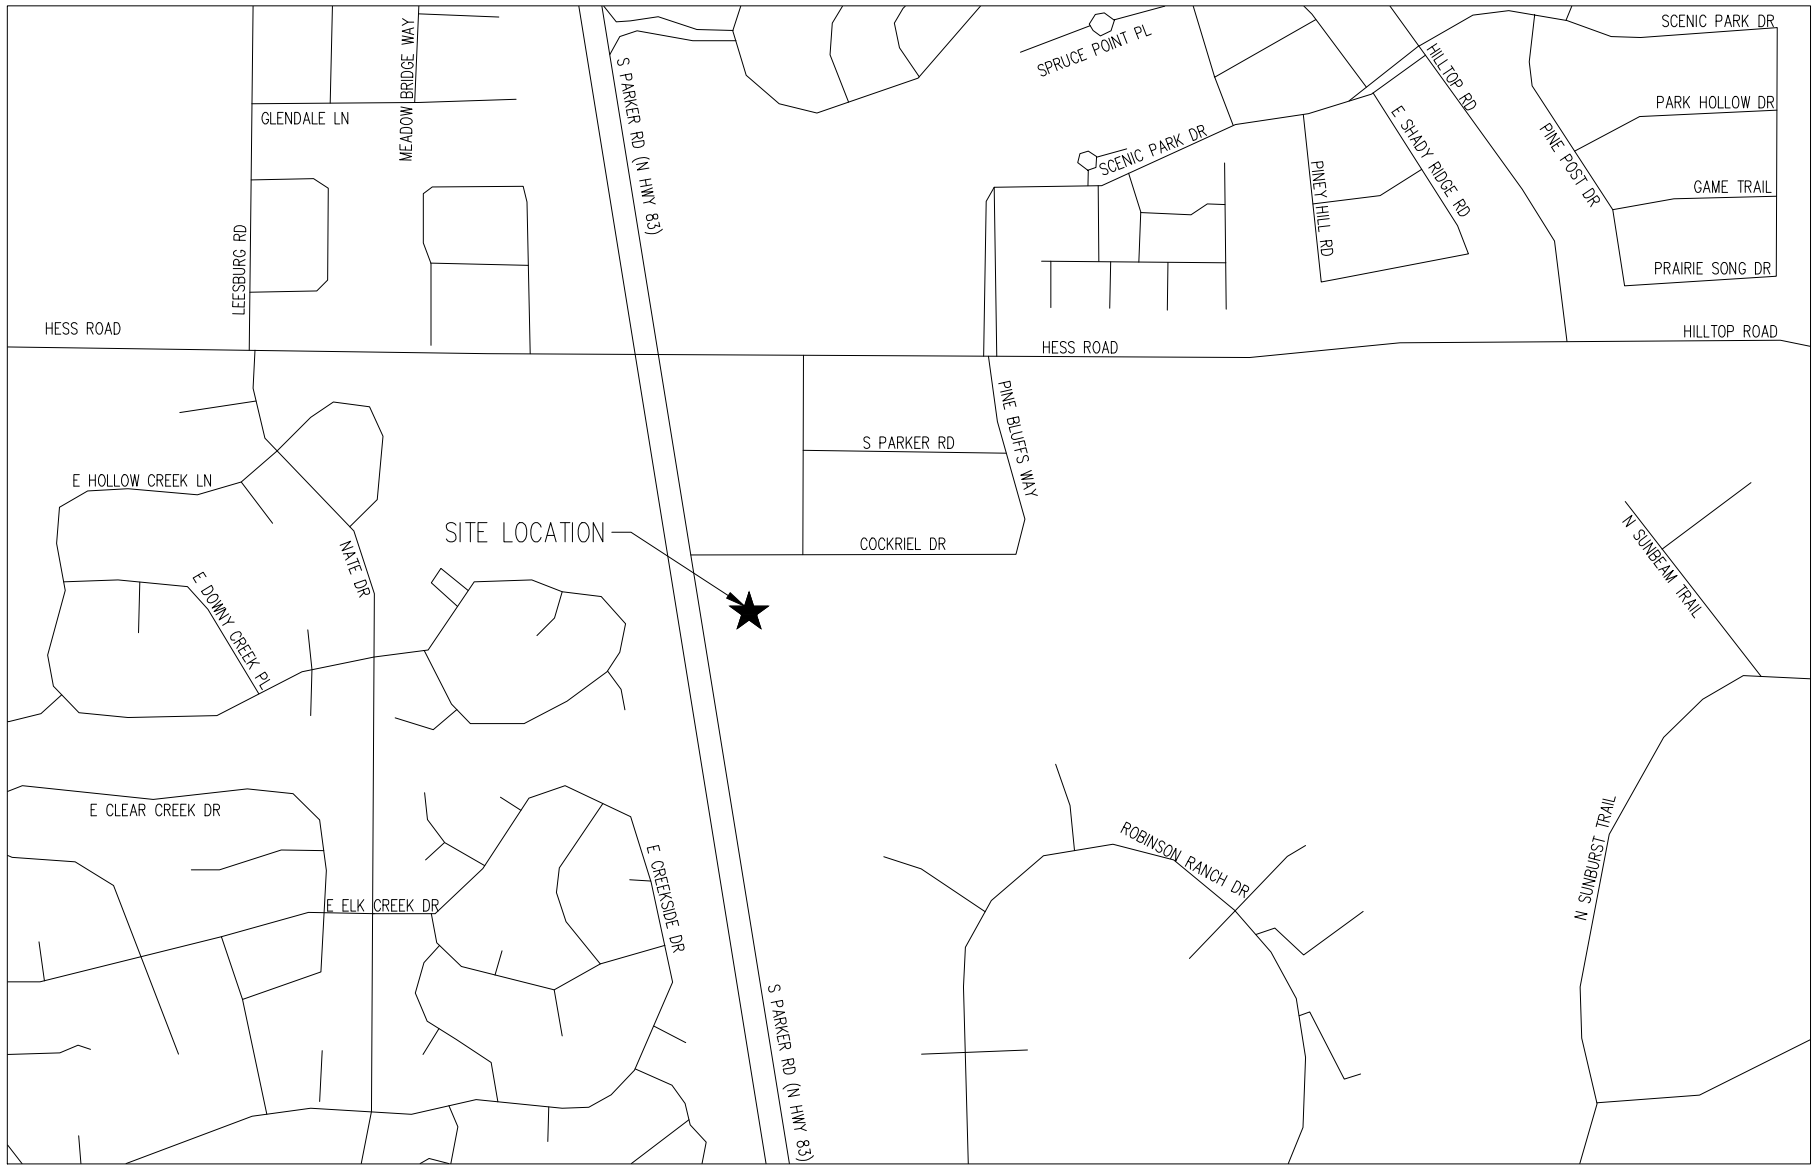 SCENIC PARK DR
MEADOW BRIDGE WAY
SPRUCE POINT PL
HILLTOP RD
S PARKER RD (N HWY 83)
PARK HOLLOW DR
GLENDALE LN
E SHADY RIDGE RD
PINE POST DR
SCENIC PARK DR
PINEY HILL RD
GAME TRAIL
LEESBURG RD
PRAIRIE SONG DR
HESS ROAD
HILLTOP ROAD
HESS ROAD
PINE BLUFFS WAY
S PARKER RD
E HOLLOW CREEK LN
SITE LOCATION
COCKRIEL DR
NATE DR
N SUNBEAM TRAIL
E DOWNY CREEK PL
E CLEAR CREEK DR
ROBINSON RANCH DR
N SUNBURST TRAIL
E CREEKSIDE DR
E ELK CREEK DR
S PARKER RD (N HWY 83)